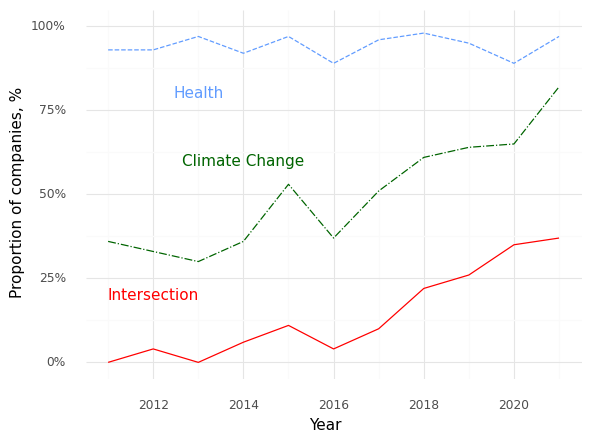 100%
Health
75%
Climate Change
50%
25%
Intersection
0%
Proportion of companies, %
2012 2014 2016 2018 2020
Year